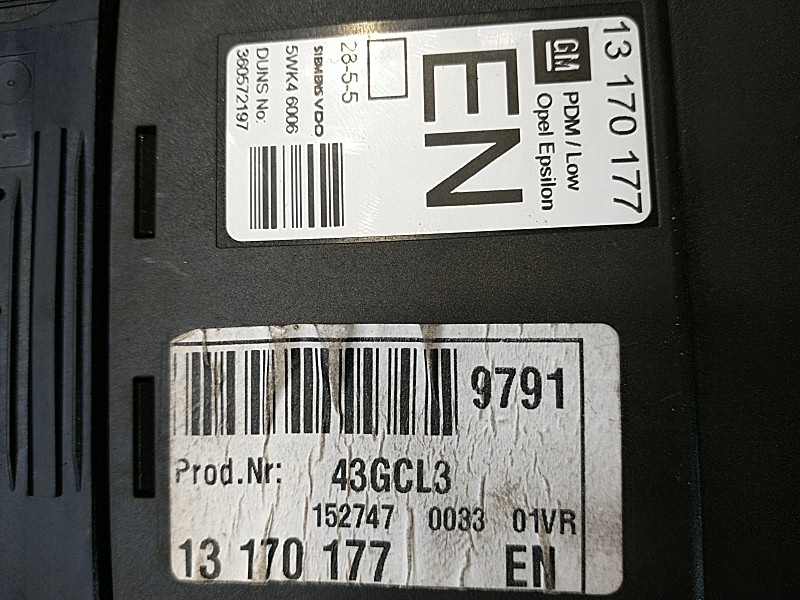 13 170 177
GM
PDM / Low
Opel Epsilon
EN
28-5-5
SIEMENS VDO
5WK4 6006
DUNS No:
360572197
9791
Prod.Nr: 43GCL3
152747 0033 01VR
13 170 177 EN